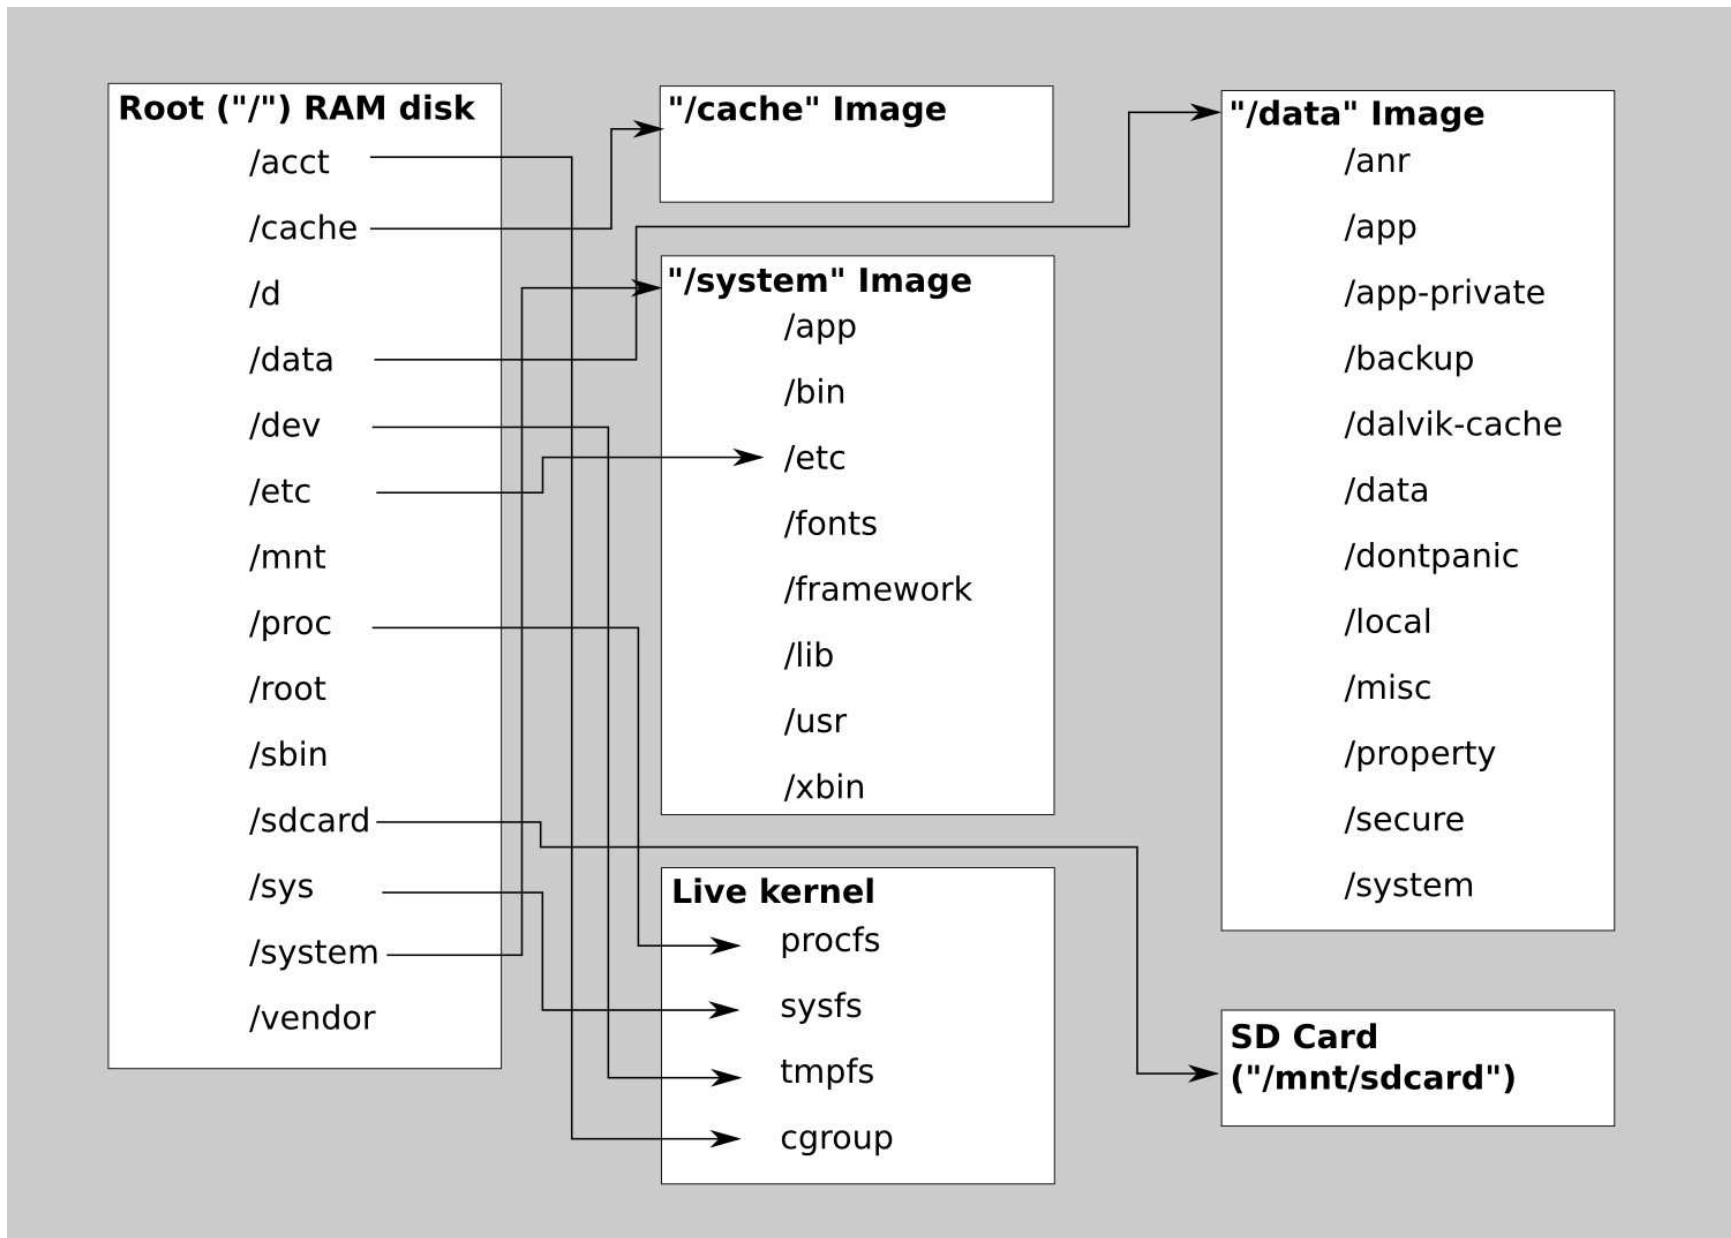 Root ("/") RAM disk
/acct
/cache
/d
/data
/dev
/etc
/mnt
/proc
/root
/sbin
/sdcard
/sys
/system
/vendor
"/cache" Image
"/system" Image
/app
/bin
/etc
/fonts
/framework
/lib
/usr
/xbin
Live kernel
procfs
sysfs
tmpfs
cgroup
"/data" Image
/anr
/app
/app-private
/backup
/dalvik-cache
/data
/dontpanic
/local
/misc
/property
/secure
/system
SD Card
("/mnt/sdcard")